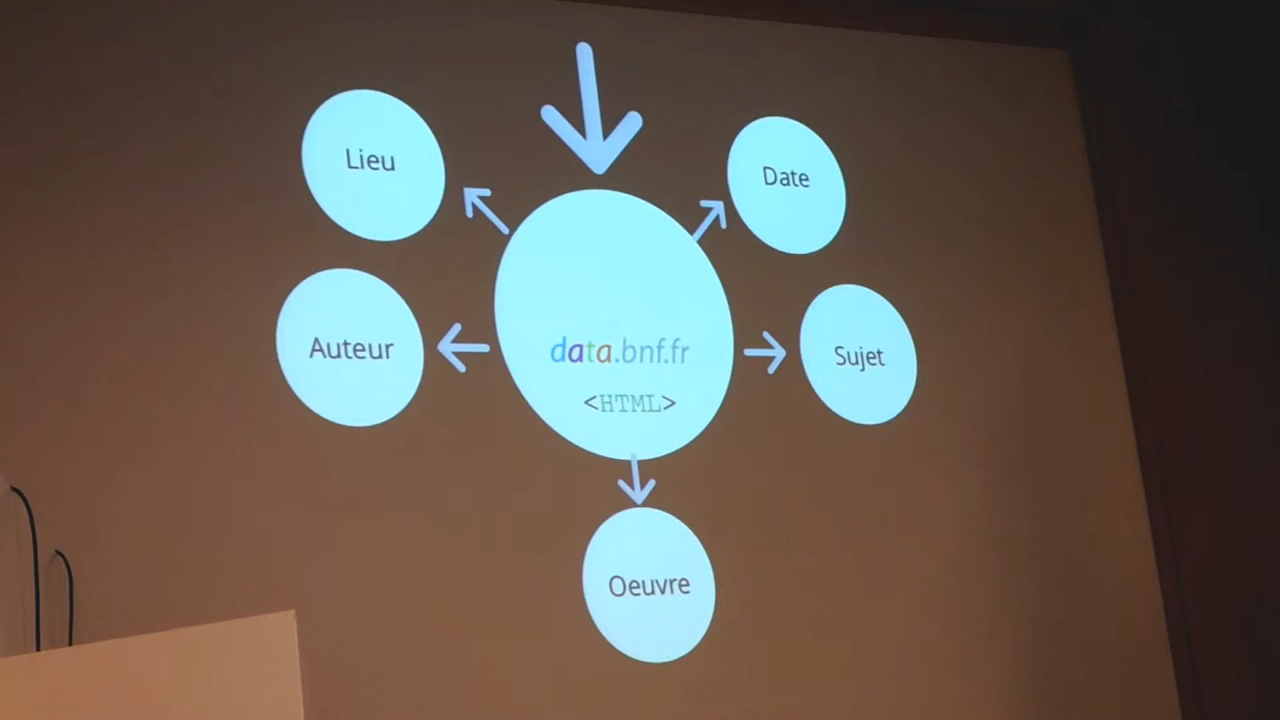 Lieu
Date
Auteur
data.bnf.fr
<HTML>
Sujet
Oeuvre